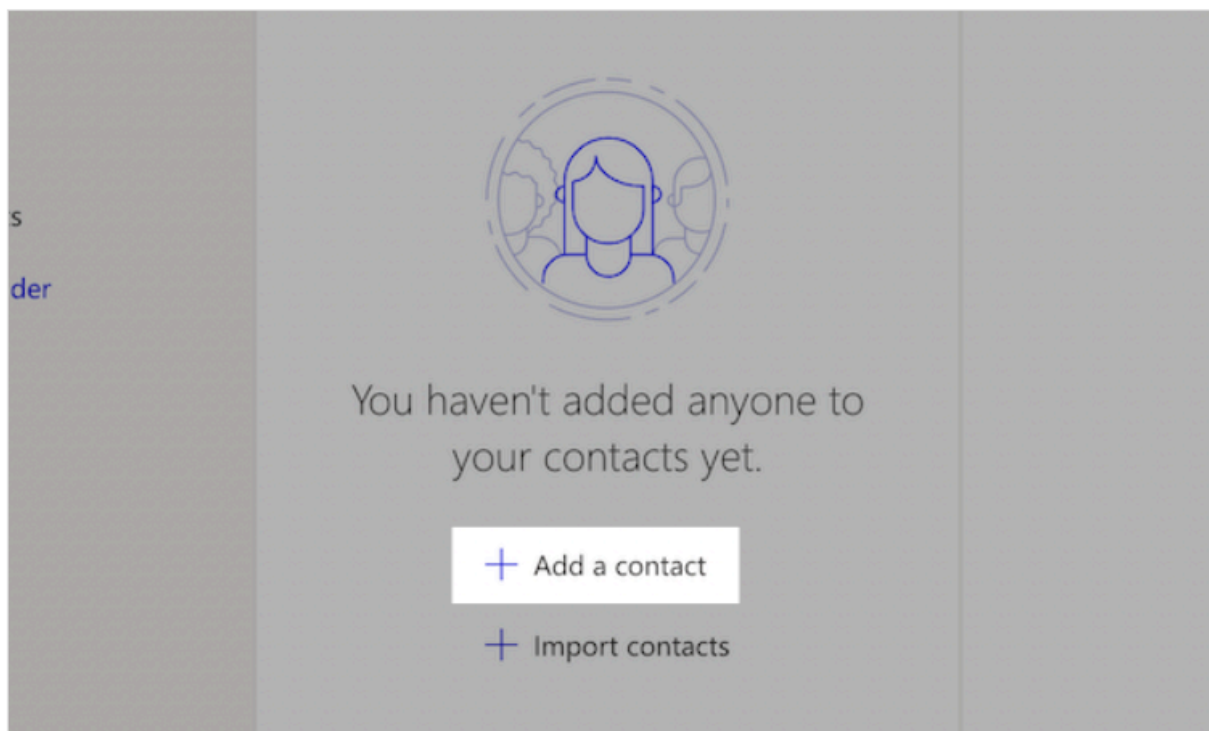 s
der
You haven't added anyone to
your contacts yet.
+ Add a contact
+ Import contacts